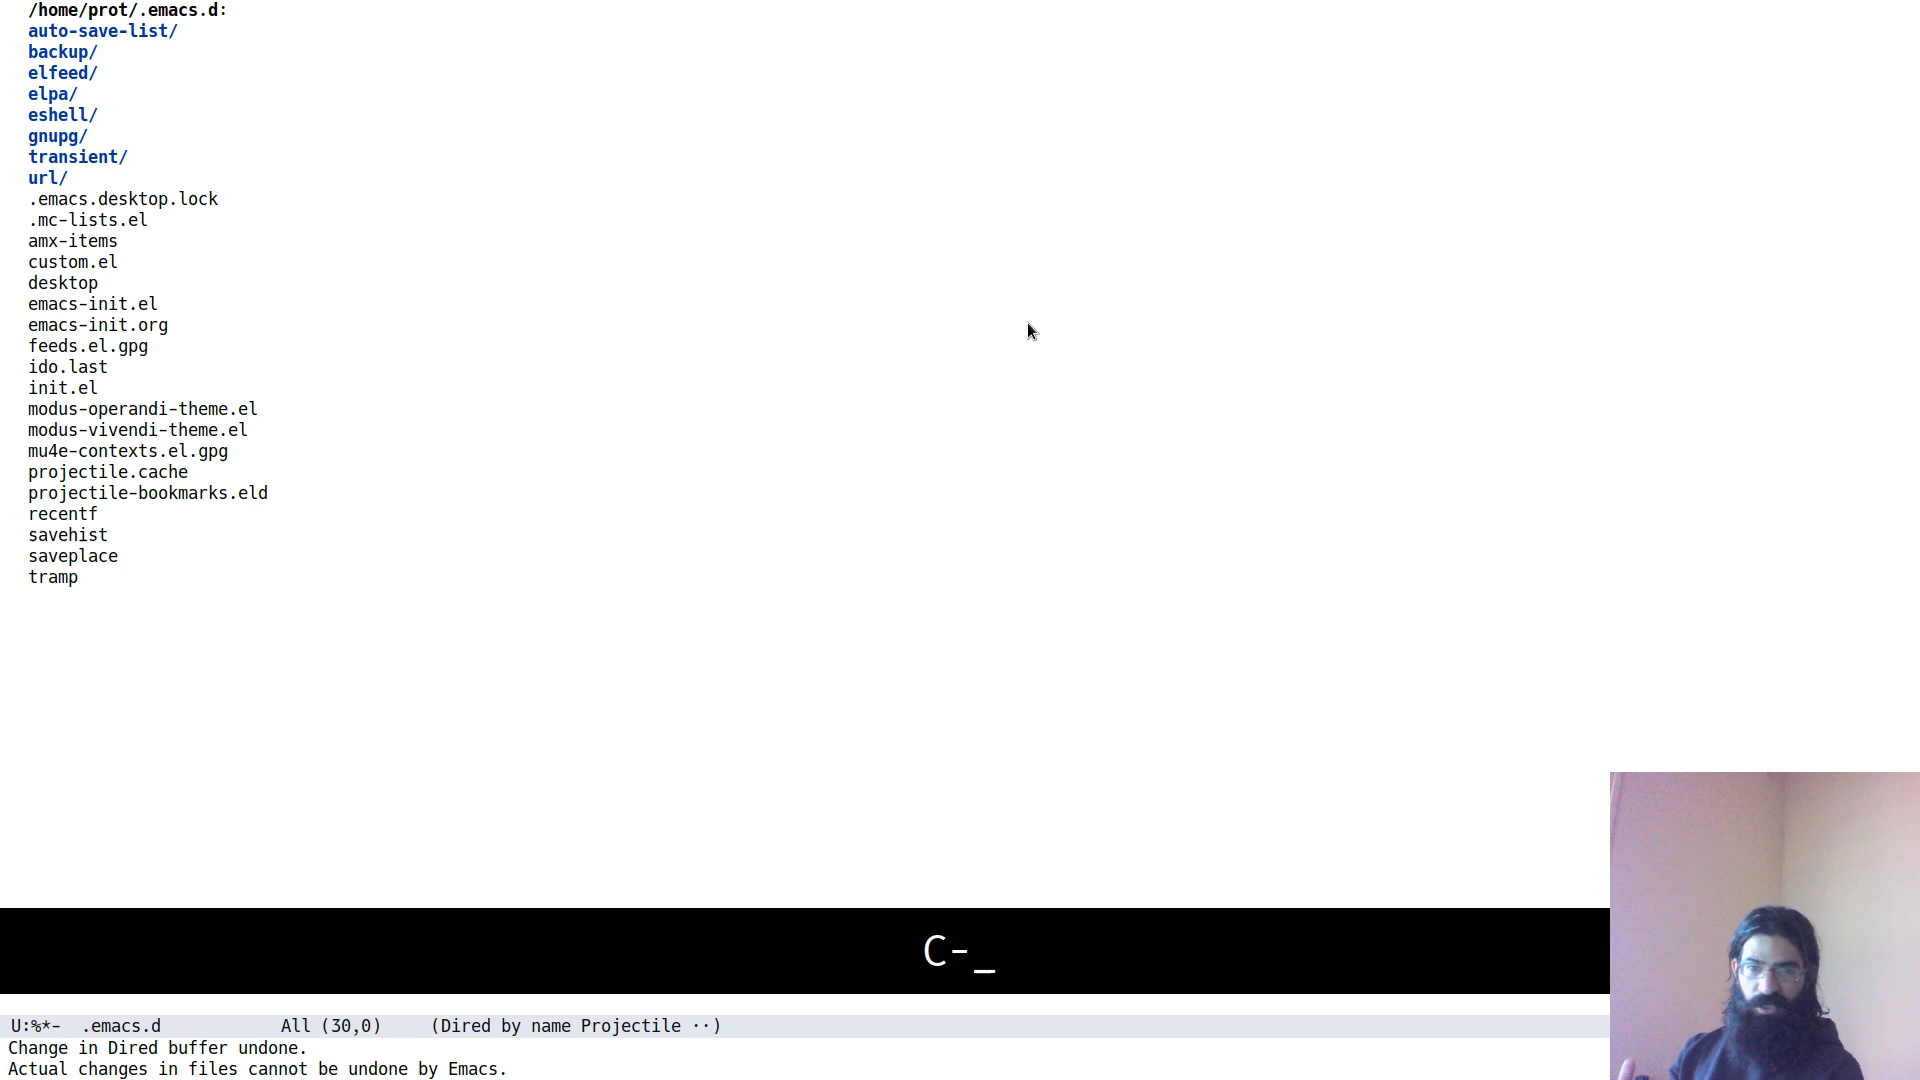 /home/prot/.emacs.d:
auto-save-list/
backup/
elfeed/
elpa/
eshell/
gnupg/
transient/
url/
.emacs.desktop.lock
.mc-lists.el
amx-items
custom.el
desktop
emacs-init.el
emacs-init.org
feeds.el.gpg
ido.last
init.el
modus-operandi-theme.el
modus-vivendi-theme.el
mu4e-contexts.el.gpg
projectile.cache
projectile-bookmarks.eld
recentf
savehist
saveplace
tramp
C-_
U:%*-  .emacs.d            All (30,0)     (Dired by name Projectile ··)
Change in Dired buffer undone.
Actual changes in files cannot be undone by Emacs.